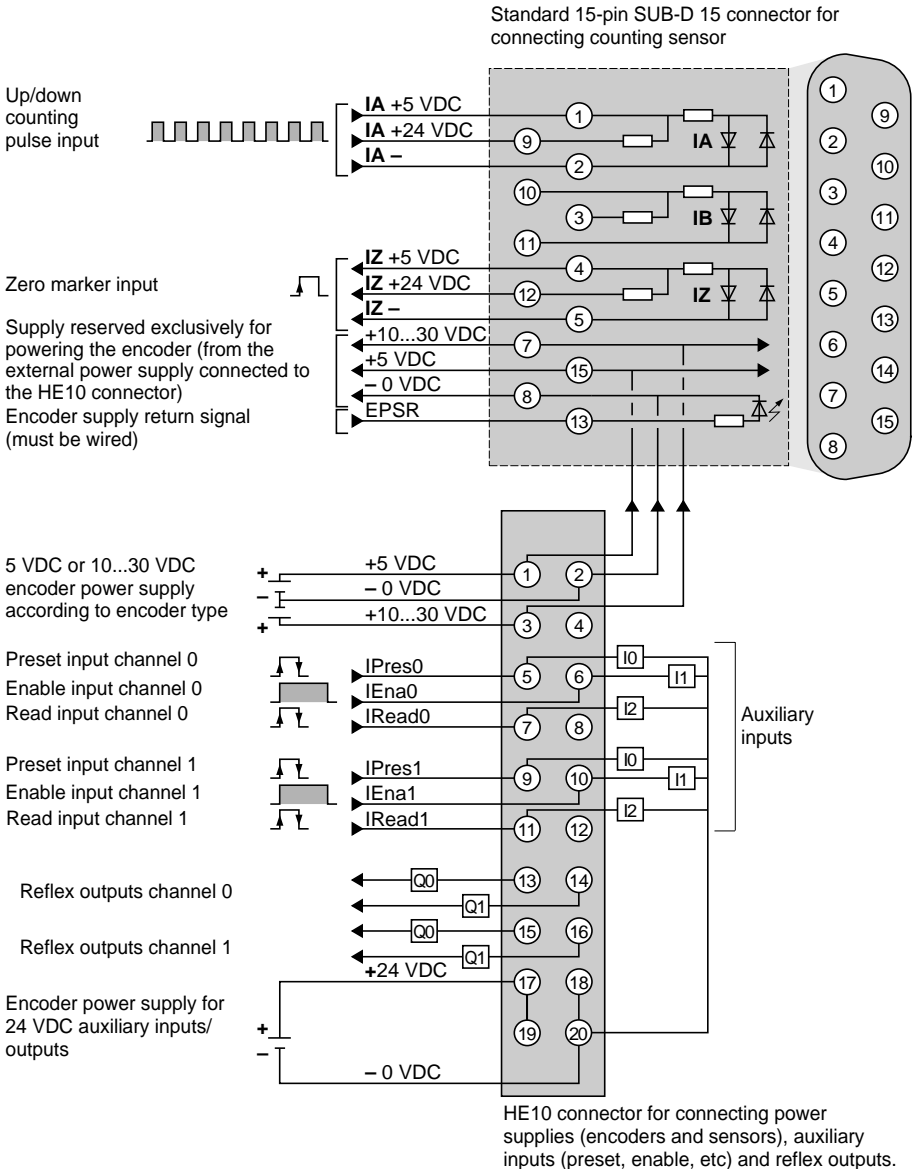 Standard 15-pin SUB-D 15 connector for
connecting counting sensor
Up/down
counting
pulse input
IA +5 VDC
IA +24 VDC
IA –
1
9
2
IA
10
3
11
IB
Zero marker input
IZ +5 VDC
IZ +24 VDC
IZ –
4
12
5
IZ
Supply reserved exclusively for
powering the encoder (from the
external power supply connected to
the HE10 connector)
+10...30 VDC
+5 VDC
– 0 VDC
7
15
8
Encoder supply return signal
(must be wired)
EPSR
13
1
9
2
10
3
11
4
12
5
13
6
14
7
15
8
5 VDC or 10...30 VDC
encoder power supply
according to encoder type
+
–
+
+5 VDC
– 0 VDC
+10...30 VDC
1 2
3 4
Preset input channel 0
Enable input channel 0
Read input channel 0
IPres0
IEna0
IRead0
5 6
7 8
I0
I1
I2
Auxiliary
inputs
Preset input channel 1
Enable input channel 1
Read input channel 1
IPres1
IEna1
IRead1
9 10
11 12
I0
I1
I2
Reflex outputs channel 0
Q0
Q1
13 14
Reflex outputs channel 1
Q0
Q1
15 16
+24 VDC
17 18
Encoder power supply for
24 VDC auxiliary inputs/
outputs
+
–
19 20
– 0 VDC
HE10 connector for connecting power
supplies (encoders and sensors), auxiliary
inputs (preset, enable, etc) and reflex outputs.